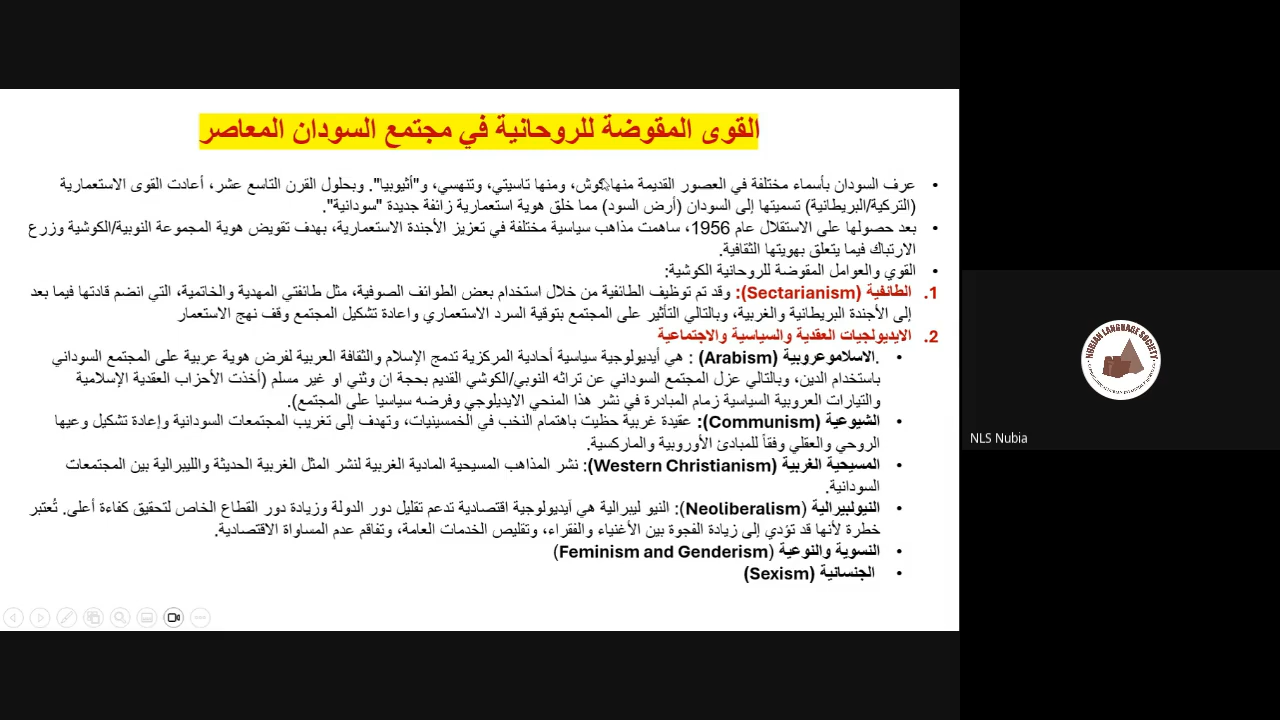 القوى المقوضة للروحانية في مجتمع السودان المعاصر
• عرف السودان بأسماء مختلفة في العصور القديمة منها كوش، ومنها تاسيتي، وتنهسي، و"أثيوبيا". وبحلول القرن التاسع عشر، أعادت القوى الاستعمارية
(التركية/البريطانية) تسميتها إلى السودان (أرض السود) مما خلق هوية استعمارية زائفة جديدة "سودانية".
• بعد حصولها على الاستقلال عام 1956، ساهمت مذاهب سياسية مختلفة في تعزيز الأجندة الاستعمارية، بهدف تقويض هوية المجموعة النوبية/الكوشية وزرع
الارتباك فيما يتعلق بهويتها الثقافية.
• القوي والعوامل المقوضة للروحانية الكوشية:
1. الطائفية (Sectarianism): وقد تم توظيف الطائفية من خلال استخدام بعض الطوائف الصوفية، مثل طائفتي المهدية والخاتمية، التي انضم قادتها فيما بعد
إلى الأجندة البريطانية والغربية، وبالتالي التأثير على المجتمع بتوقية السرد الاستعماري واعادة تشكيل المجتمع وقف نهج الاستعمار
2. الايديولوجيات العقدية والسياسية والاجتماعية
• .الاسلاموعروبية (Arabism) : هي أيديولوجية سياسية أحادية المركزية تدمج الإسلام والثقافة العربية لفرض هوية عربية على المجتمع السوداني
باستخدام الدين، وبالتالي عزل المجتمع السوداني عن تراثه النوبي/الكوشي القديم بحجة ان وثني او غير مسلم (أخذت الأحزاب العقدية الإسلامية
والتيارات العروبية السياسية زمام المبادرة في نشر هذا المنحي الايديلوجي وفرضه سياسيا على المجتمع).
• الشيوعية (Communism): عقيدة غربية حظيت باهتمام النخب في الخمسينيات، وتهدف إلى تغريب المجتمعات السودانية وإعادة تشكيل وعيها
الروحي والعقلي وفقاً للمبادئ الأوروبية والماركسية.
• المسيحية الغربية (Western Christianism): نشر المذاهب المسيحية المادية الغربية لنشر المثل الغربية الحديثة والليبرالية بين المجتمعات
السودانية.
• النيولبيرالية (Neoliberalism): النيو ليبرالية هي أيديولوجية اقتصادية تدعم تقليل دور الدولة وزيادة دور القطاع الخاص لتحقيق كفاءة أعلى. تُعتبر
خطرة لأنها قد تؤدي إلى زيادة الفجوة بين الأغنياء والفقراء، وتقليص الخدمات العامة، وتفاقم عدم المساواة الاقتصادية.
• النسوية والنوعية (Feminism and Genderism)
• الجنسانية (Sexism)
NUBIAN LANGUAGE SOCIETY
NLS Nubia